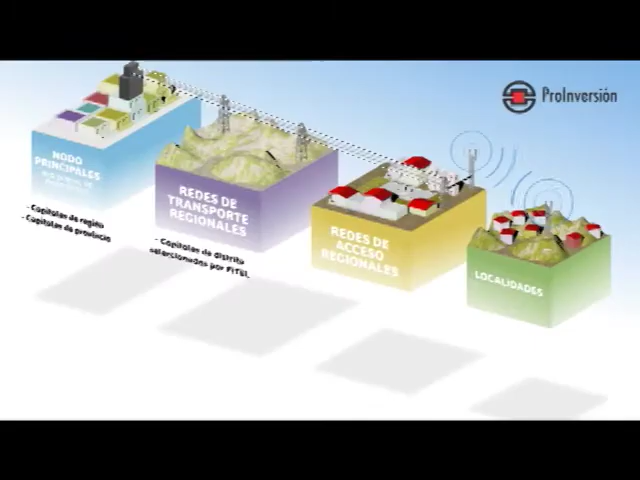 ProInversión
NODO
PRINCIPALES
- Capitales de región
- Capitales de provincia
REDES DE
TRANSPORTE
REGIONALES
- Capitales de distrito
seleccionados por FITEL
REDES DE
ACCESO
REGIONALES
LOCALIDADES